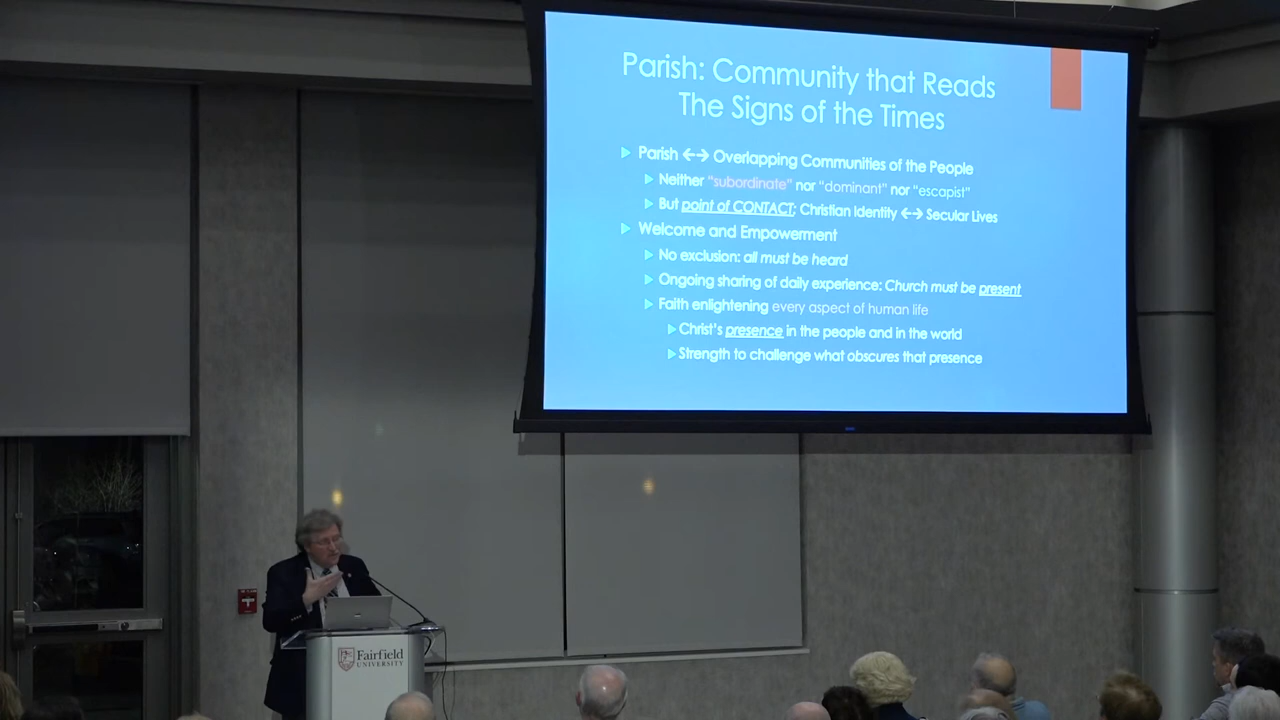 Parish: Community that Reads
The Signs of the Times
Parish ←→ Overlapping Communities of the People
Neither “subordinate” nor “dominant” nor “escapist”
But point of CONTACT; Christian Identity ←→ Secular Lives
Welcome and Empowerment
No exclusion: all must be heard
Ongoing sharing of daily experience: Church must be present
Faith enlightening every aspect of human life
Christ’s presence in the people and in the world
Strength to challenge what obscures that presence
Fairfield
UNIVERSITY